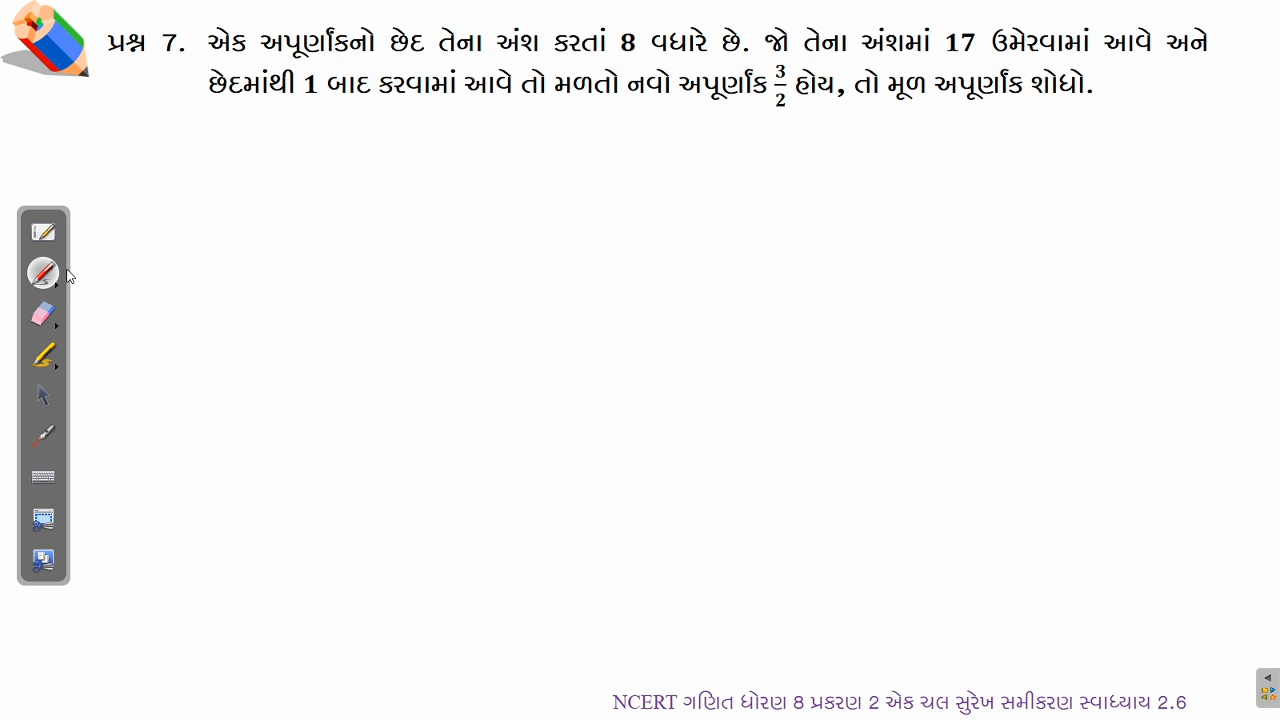 પ્રશ્ન 7. એક અપૂર્ણાંકનો છેદ તેના અંશ કરતાં 8 વધારે છે. જો તેના અંશમાં 17 ઉમેરવામાં આવે અને
છેદમાંથી 1 બાદ કરવામાં આવે તો મળતો નવો અપૂર્ણાંક 3/2 હોય, તો મૂળ અપૂર્ણાંક શોધો.
NCERT ગણિત ધોરણ 8 પ્રકરણ 2 એક ચલ સુરેખ સમીકરણ સ્વાધ્યાય 2.6